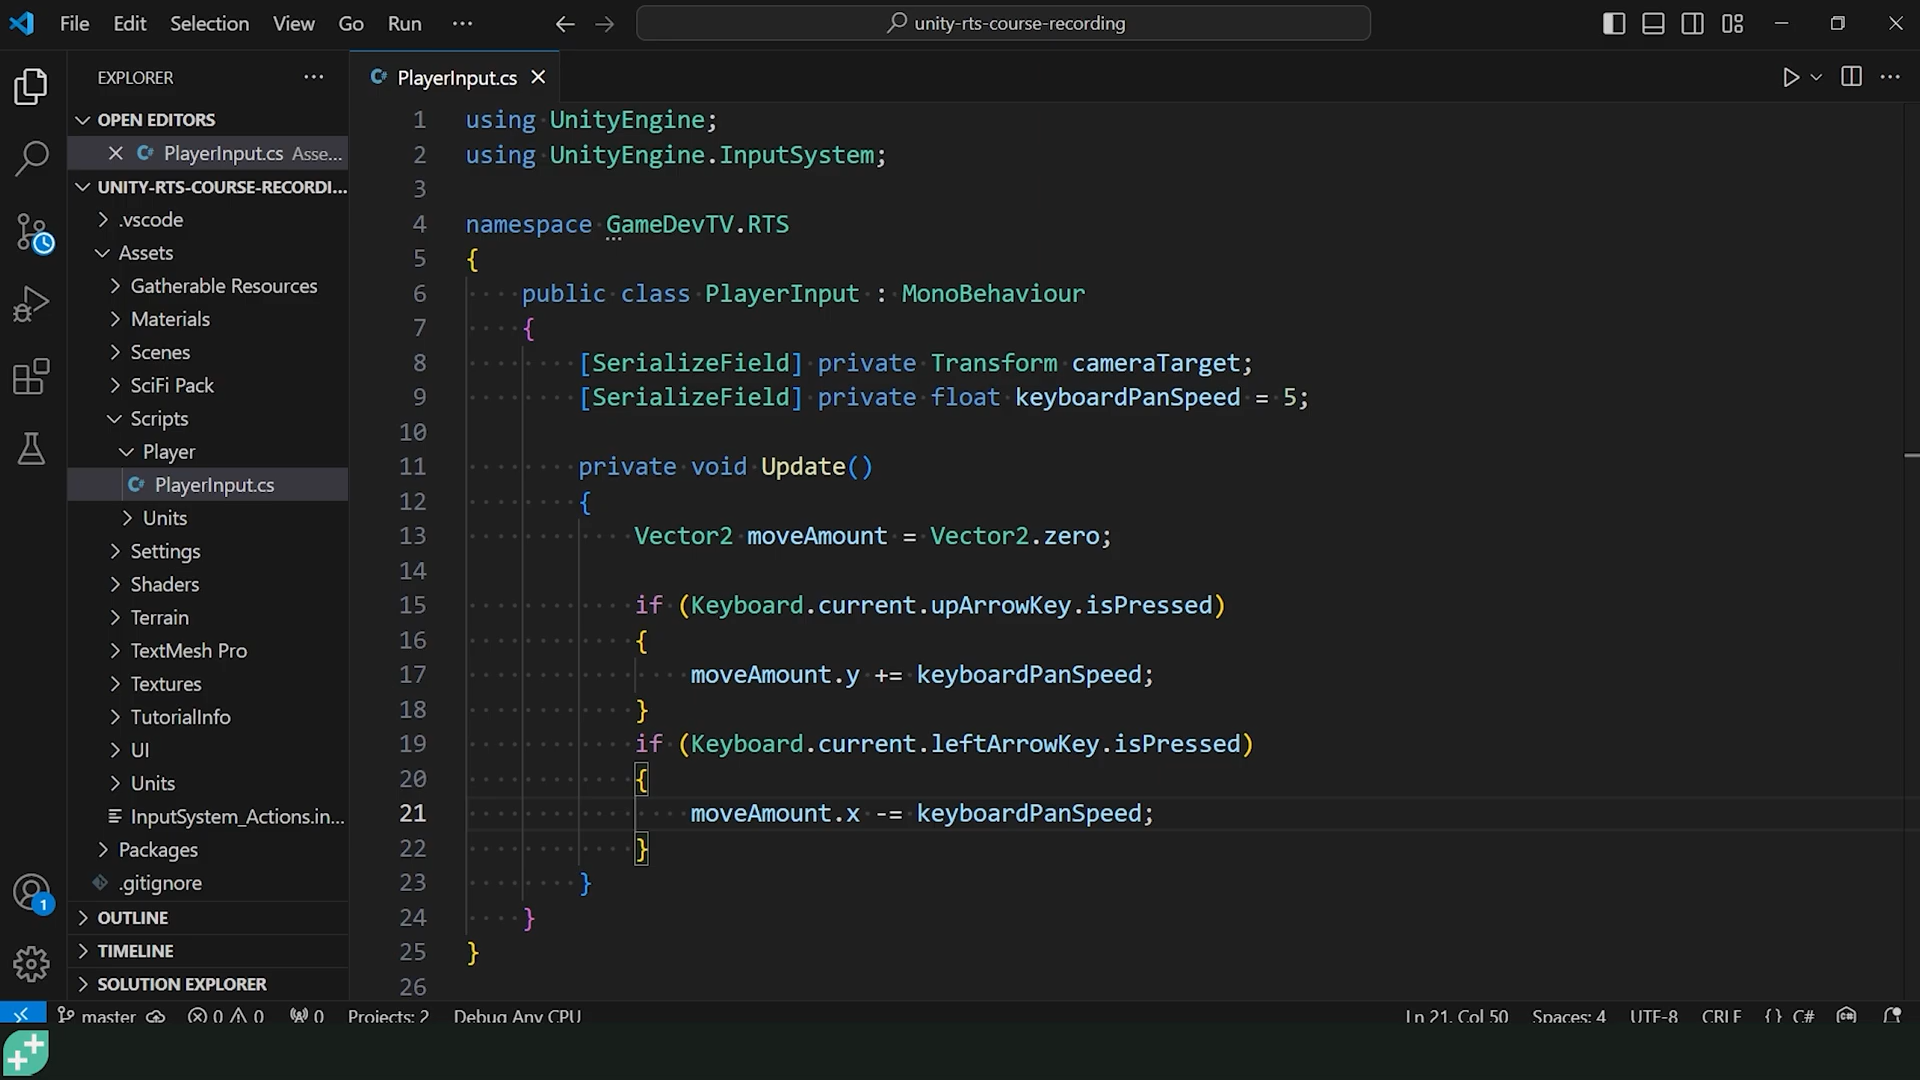 File Edit Selection View Go Run ··· unity-rts-course-recording
EXPLORER ···
OPEN EDITORS
PlayerInput.cs Asse...
UNITY-RTS-COURSE-RECORDI...
.vscode
Assets
Gatherable Resources
Materials
Scenes
SciFi Pack
Scripts
Player
PlayerInput.cs
Units
Settings
Shaders
Terrain
TextMesh Pro
Textures
TutorialInfo
UI
Units
InputSystem_Actions.in...
Packages
.gitignore
OUTLINE
TIMELINE
SOLUTION EXPLORER
1
PlayerInput.cs
1 using UnityEngine;
2 using UnityEngine.InputSystem;
3
4 namespace GameDevTV.RTS
5 {
6 public class PlayerInput : MonoBehaviour
7 {
8 [SerializeField] private Transform cameraTarget;
9 [SerializeField] private float keyboardPanSpeed = 5;
10
11 private void Update()
12 {
13 Vector2 moveAmount = Vector2.zero;
14
15 if (Keyboard.current.upArrowKey.isPressed)
16 {
17 moveAmount.y += keyboardPanSpeed;
18 }
19 if (Keyboard.current.leftArrowKey.isPressed)
20 {
21 moveAmount.x -= keyboardPanSpeed;
22 }
23 }
24 }
25 }
26
master 0 0 0 Projects: 2 Debug Any CPU Ln 21, Col 50 Spaces: 4 UTF-8 CRLF {} C#